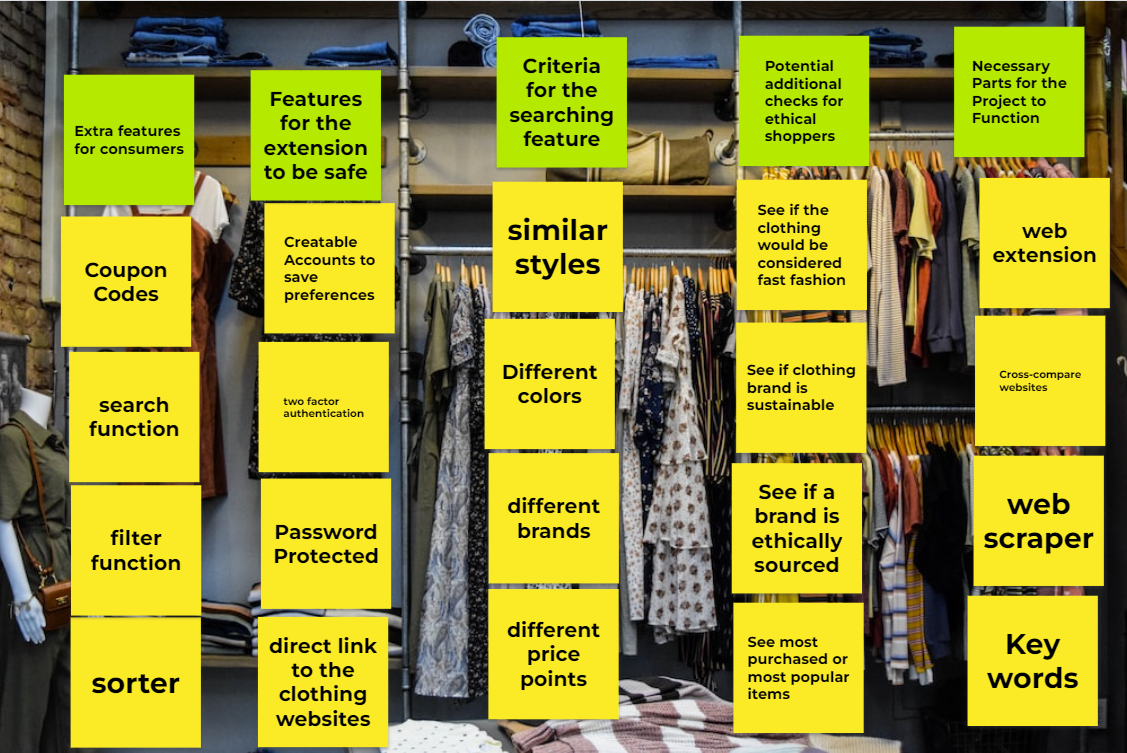 Extra features
for consumers
Coupon
Codes
search
function
filter
function
sorter
Features
for the
extension
to be safe
Creatable
Accounts to
save
preferences
two factor
authentication
Password
Protected
direct link
to the
clothing
websites
Criteria
for the
searching
feature
similar
styles
Different
colors
different
brands
different
price
points
Potential
additional
checks for
ethical
shoppers
See if the
clothing
would be
considered
fast fashion
See if clothing
brand is
sustainable
See if a
brand is
ethically
sourced
See most
purchased or
most popular
items
Necessary
Parts for the
Project to
Function
web
extension
Cross-compare
websites
web
scraper
Key
words